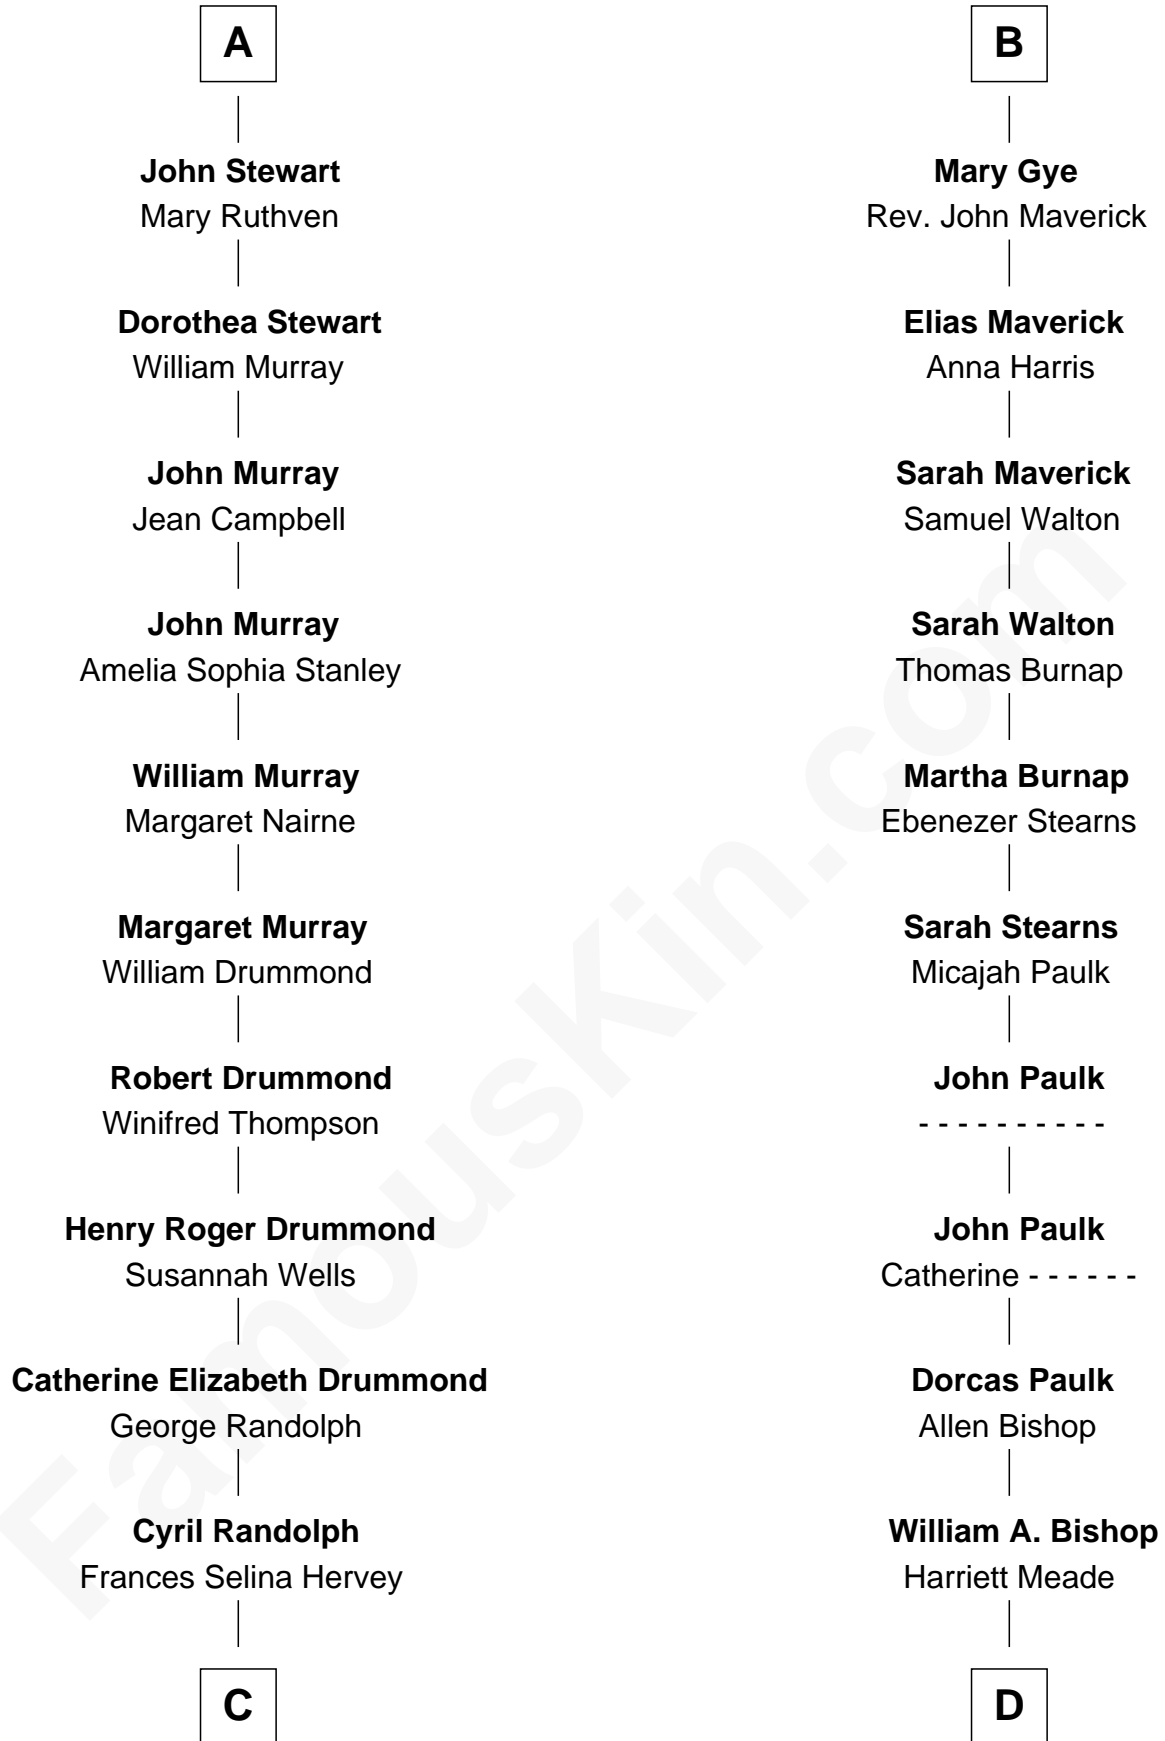 A
John Stewart
Mary Ruthven
Dorothea Stewart
William Murray
John Murray
Jean Campbell
John Murray
Amelia Sophia Stanley
William Murray
Margaret Nairne
Margaret Murray
William Drummond
Robert Drummond
Winifred Thompson
Henry Roger Drummond
Susannah Wells
Catherine Elizabeth Drummond
George Randolph
Cyril Randolph
Frances Selina Hervey
C
B
Mary Gye
Rev. John Maverick
Elias Maverick
Anna Harris
Sarah Maverick
Samuel Walton
Sarah Walton
Thomas Burnap
Martha Burnap
Ebenezer Stearns
Sarah Stearns
Micajah Paulk
John Paulk
- - - - - - - - - -
John Paulk
Catherine - - - - - -
Dorcas Paulk
Allen Bishop
William A. Bishop
Harriett Meade
D
FamousKin.com